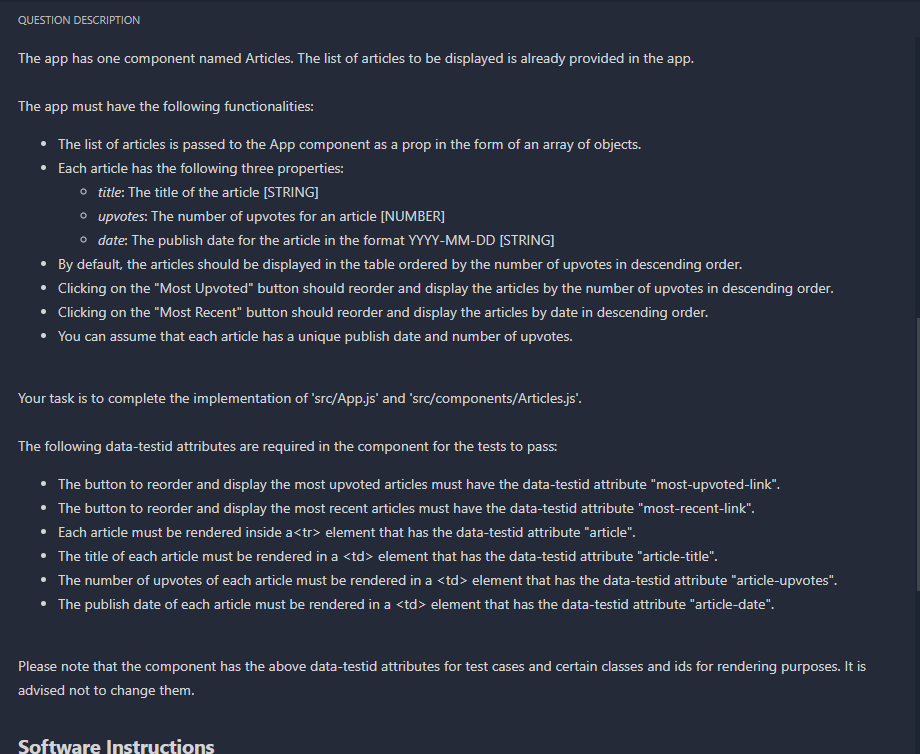 QUESTION DESCRIPTION
The app has one component named Articles. The list of articles to be displayed is already provided in the app.
The app must have the following functionalities:
• The list of articles is passed to the App component as a prop in the form of an array of objects.
• Each article has the following three properties:
○ title: The title of the article [STRING]
○ upvotes: The number of upvotes for an article [NUMBER]
○ date: The publish date for the article in the format YYYY-MM-DD [STRING]
• By default, the articles should be displayed in the table ordered by the number of upvotes in descending order.
• Clicking on the "Most Upvoted" button should reorder and display the articles by the number of upvotes in descending order.
• Clicking on the "Most Recent" button should reorder and display the articles by date in descending order.
• You can assume that each article has a unique publish date and number of upvotes.
Your task is to complete the implementation of 'src/App.js' and 'src/components/Articles.js'.
The following data-testid attributes are required in the component for the tests to pass:
• The button to reorder and display the most upvoted articles must have the data-testid attribute "most-upvoted-link".
• The button to reorder and display the most recent articles must have the data-testid attribute "most-recent-link".
• Each article must be rendered inside a<tr> element that has the data-testid attribute "article".
• The title of each article must be rendered in a <td> element that has the data-testid attribute "article-title".
• The number of upvotes of each article must be rendered in a <td> element that has the data-testid attribute "article-upvotes".
• The publish date of each article must be rendered in a <td> element that has the data-testid attribute "article-date".
Please note that the component has the above data-testid attributes for test cases and certain classes and ids for rendering purposes. It is
advised not to change them.
Software Instructions